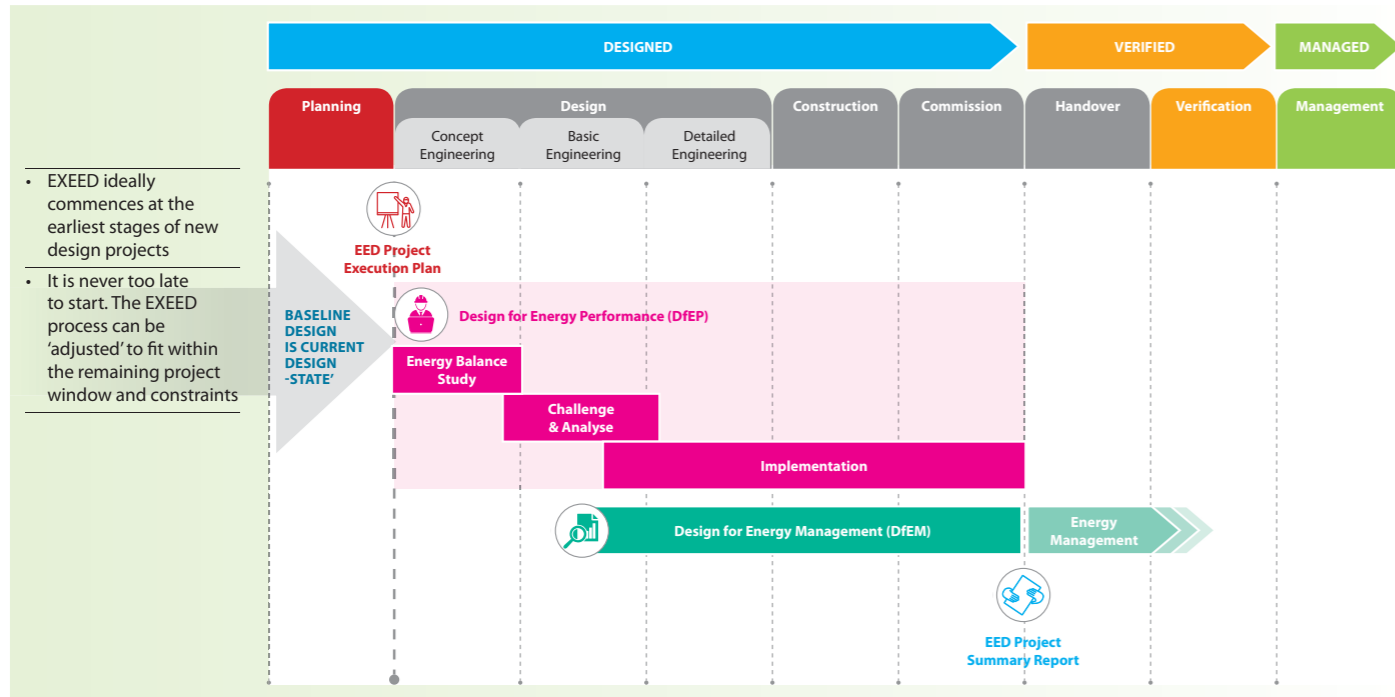 DESIGNED
VERIFIED
MANAGED
Planning
Design
Construction
Commission
Handover
Verification
Management
Concept
Engineering
Basic
Engineering
Detailed
Engineering
• EXEED ideally
commences at the
earliest stages of new
design projects
• It is never too late
to start. The EXEED
process can be
‘adjusted’ to fit within
the remaining project
window and constraints
EED Project
Execution Plan
BASELINE
DESIGN
IS CURRENT
DESIGN
-STATE’
Design for Energy Performance (DfEP)
Energy Balance
Study
Challenge
& Analyse
Implementation
Design for Energy Management (DfEM)
Energy
Management
EED Project
Summary Report